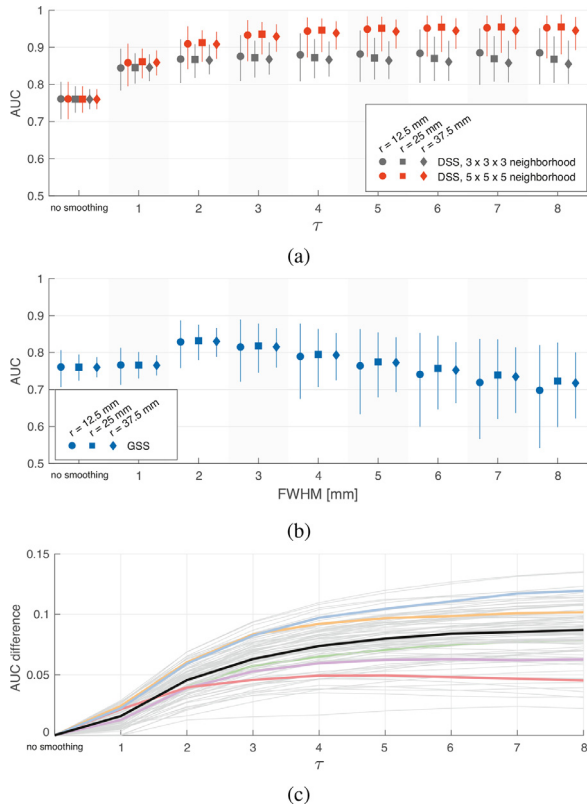 1
0.9
0.8
0.7
0.6
0.5
AUC
r = 12.5 mm
r = 25 mm
r = 37.5 mm
DSS, 3 x 3 x 3 neighborhood
DSS, 5 x 5 x 5 neighborhood
no smoothing 1 2 3 4 5 6 7 8
τ
(a)
1
0.9
0.8
0.7
0.6
0.5
AUC
r = 12.5 mm
r = 25 mm
r = 37.5 mm
GSS
no smoothing 1 2 3 4 5 6 7 8
FWHM [mm]
(b)
0.15
0.1
0.05
0
AUC difference
no smoothing 1 2 3 4 5 6 7 8
τ
(c)